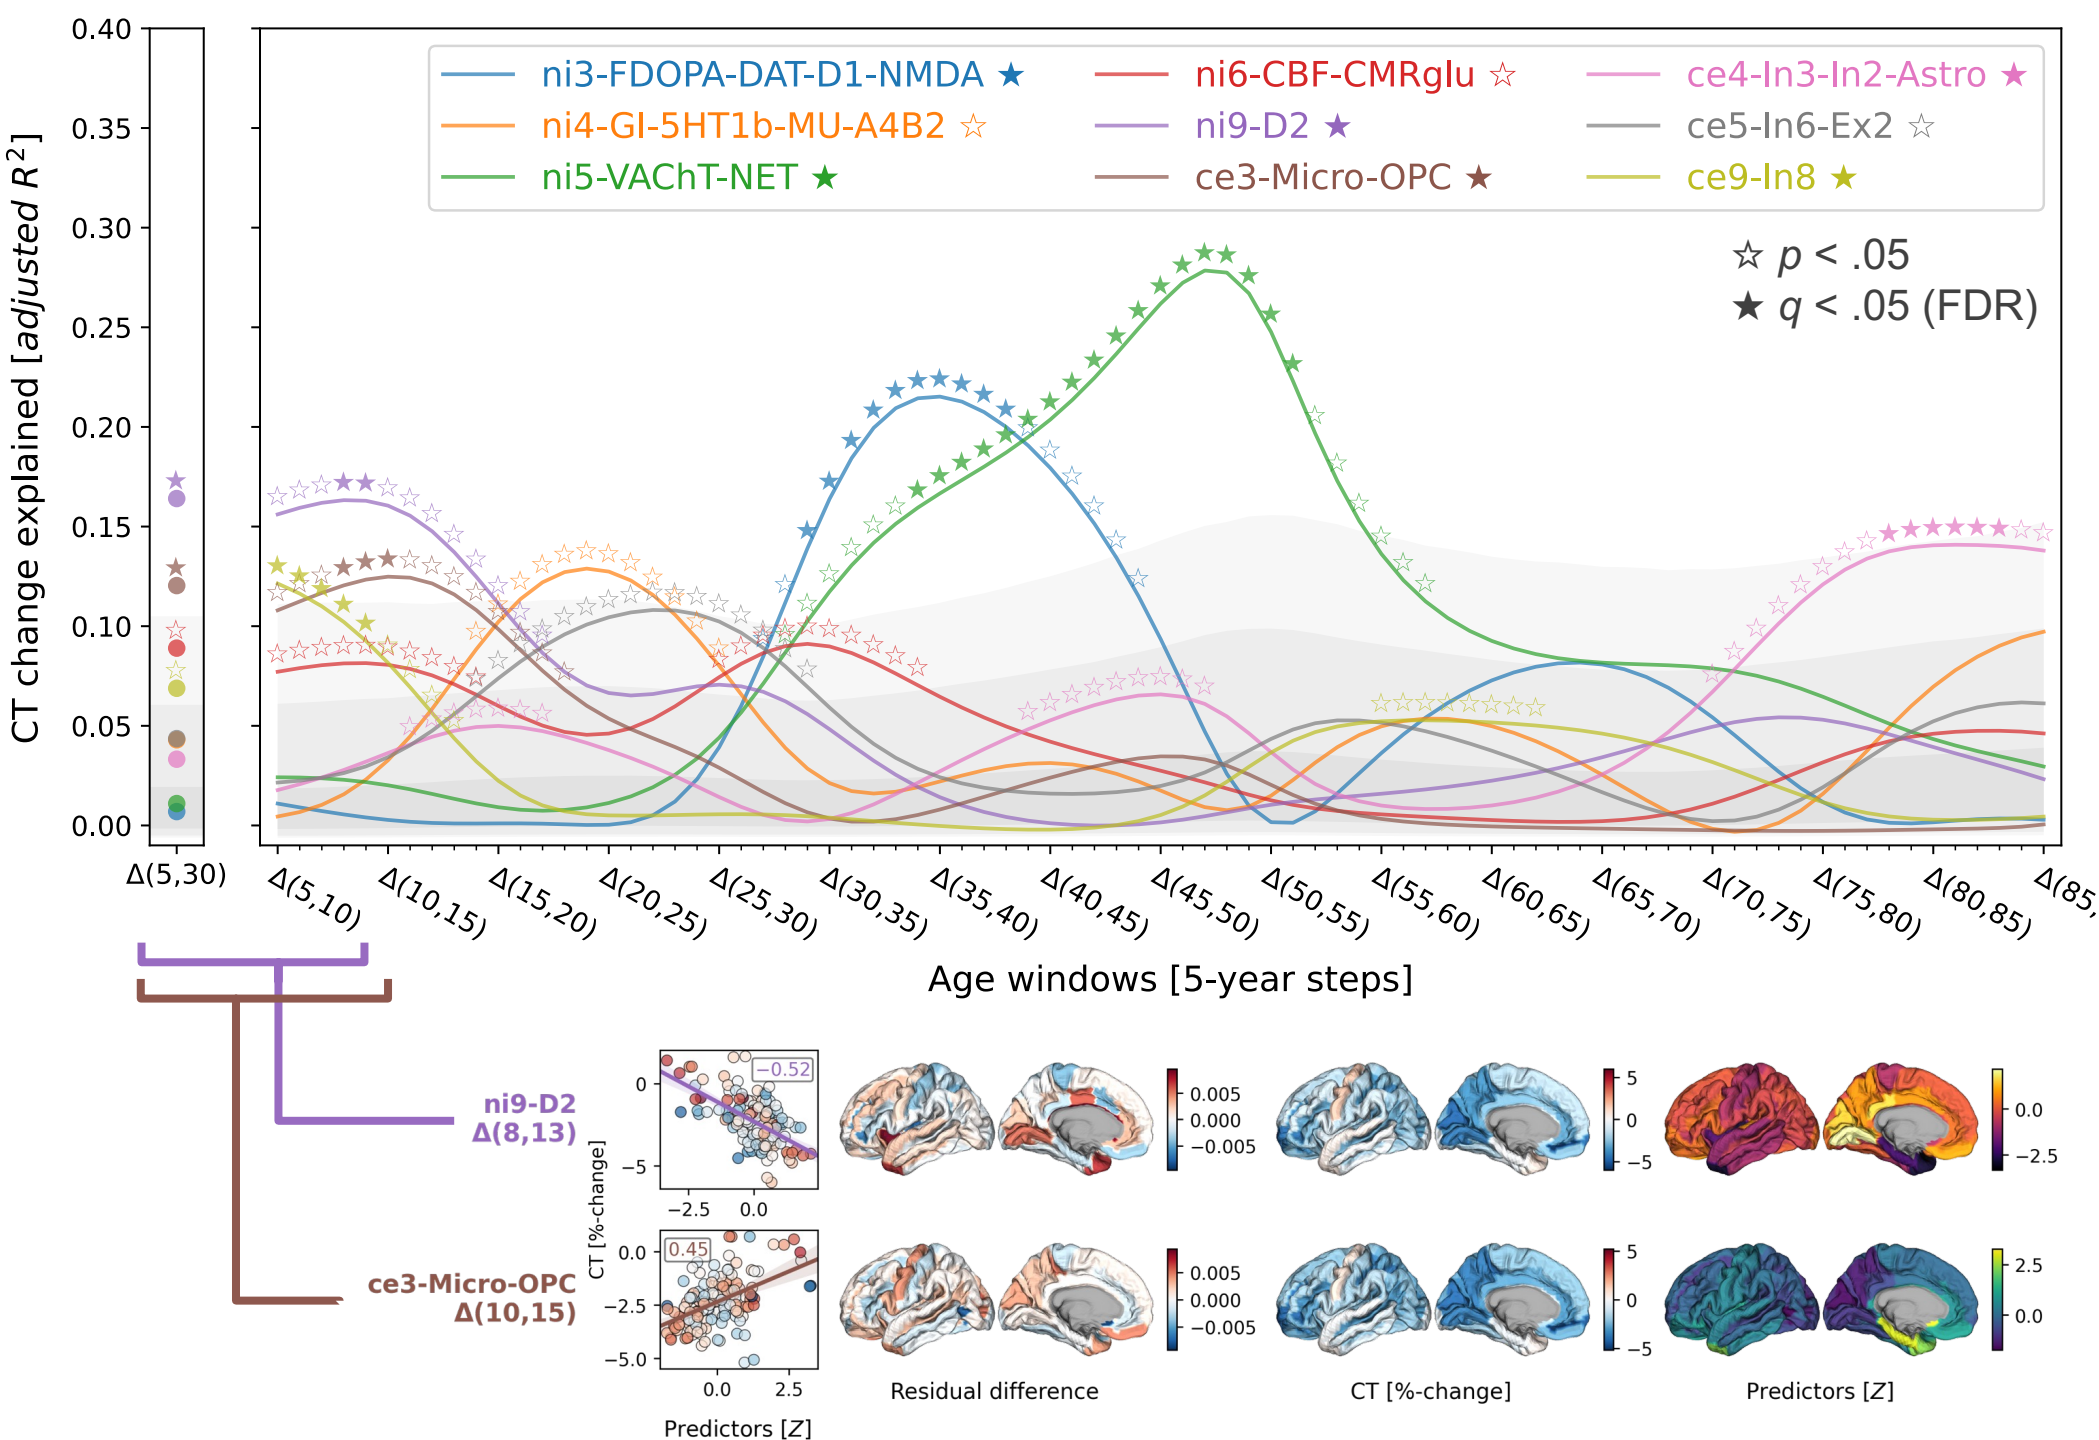 0.40
0.35
0.30
0.25
0.20
0.15
0.10
0.05
0.00
CT change explained [adjusted R²]
ni3-FDOPA-DAT-D1-NMDA ★
ni4-GI-5HT1b-MU-A4B2 ☆
ni5-VAChT-NET ★
ni6-CBF-CMRglu ☆
ni9-D2 ★
ce3-Micro-OPC ★
ce4-In3-In2-Astro ★
ce5-In6-Ex2 ☆
ce9-In8 ★
☆ p < .05
★ q < .05 (FDR)
Δ(5,30)
Δ(5,10)
Δ(10,15)
Δ(15,20)
Δ(20,25)
Δ(25,30)
Δ(30,35)
Δ(35,40)
Δ(40,45)
Δ(45,50)
Δ(50,55)
Δ(55,60)
Δ(60,65)
Δ(65,70)
Δ(70,75)
Δ(75,80)
Δ(80,85)
Δ(85,
Age windows [5-year steps]
ni9-D2
Δ(8,13)
CT [%-change]
0
−5
−0.52
−2.5 0.0
0.005
0.000
−0.005
5
0
−5
0.0
−2.5
ce3-Micro-OPC
Δ(10,15)
0.0
−2.5
−5.0
0.45
0.0 2.5
0.005
0.000
−0.005
5
0
−5
2.5
0.0
Predictors [Z]
Residual difference
CT [%-change]
Predictors [Z]